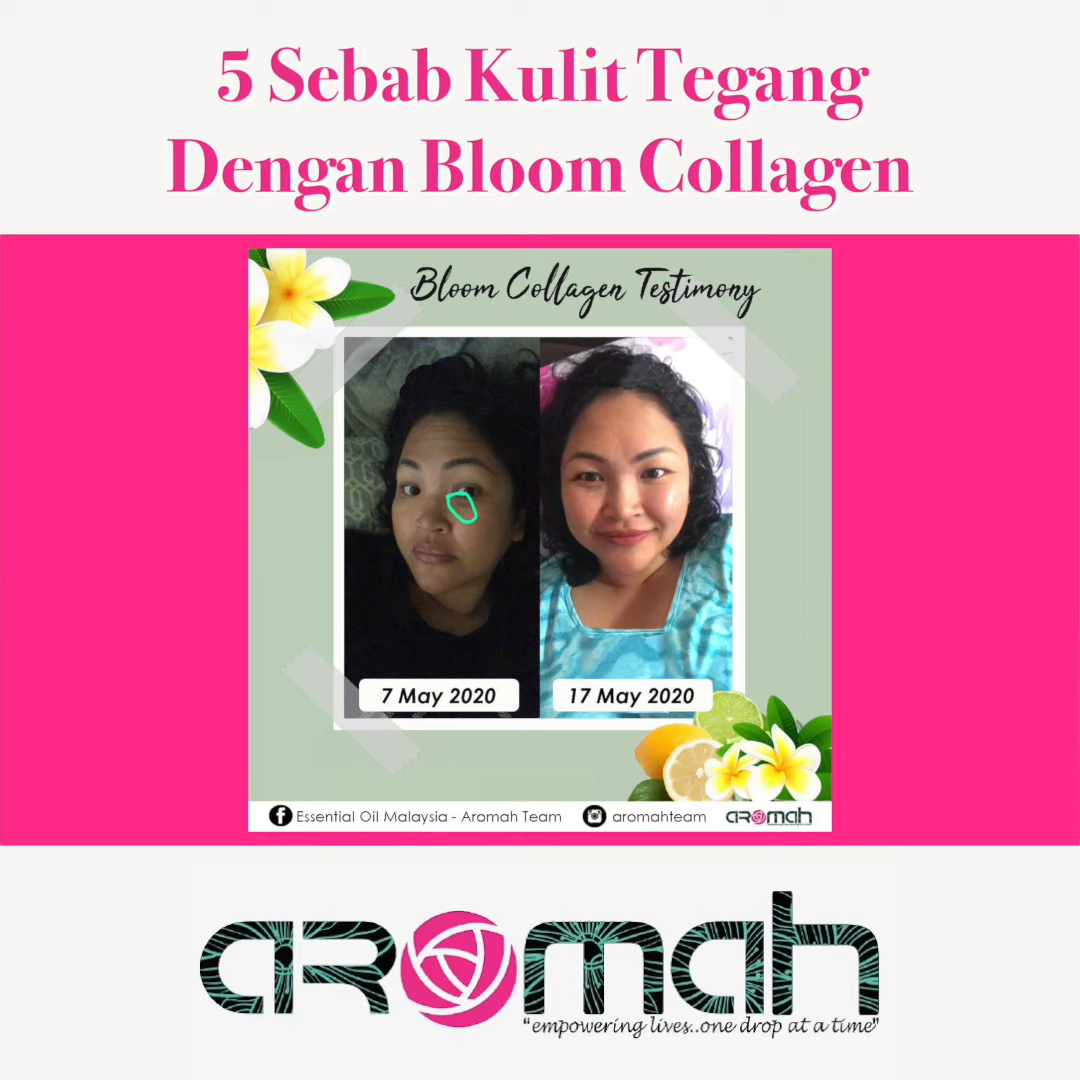 5 Sebab Kulit Tegang
Dengan Bloom Collagen
Bloom Collagen Testimony
7 May 2020
17 May 2020
Essential Oil Malaysia - Aromah Team
aromahteam
aromah
aromah
"empowering lives..one drop at a time"